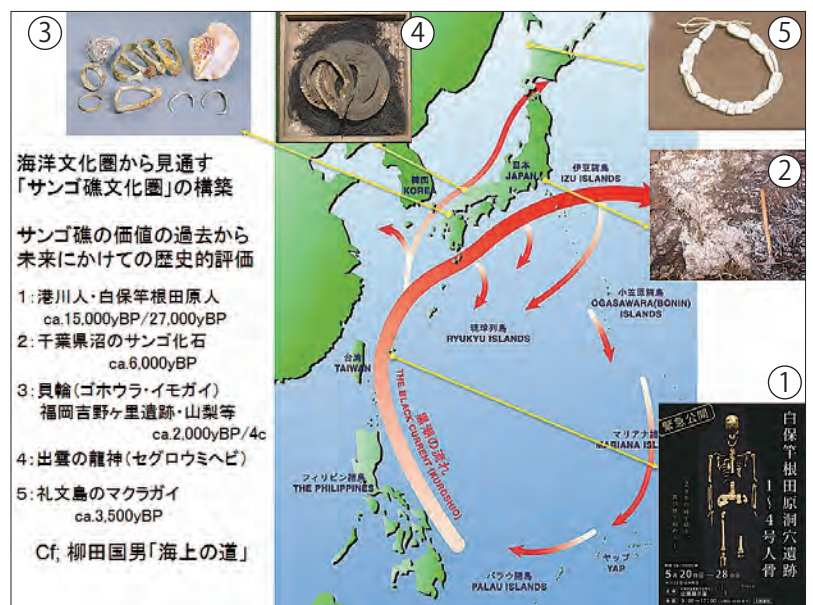 ③
④
⑤
②
①
海洋文化圏から見通す
「サンゴ礁文化圏」の構築
サンゴ礁の価値の過去から
未来にかけての歴史的評価
1：港川人・白保竿根田原人
ca.15,000yBP/27,000yBP
2：千葉県沼のサンゴ化石
ca.6,000yBP
3：貝輪（ゴホウラ・イモガイ）
福岡吉野ヶ里遺跡・山梨等
ca.2,000yBP/4c
4：出雲の龍神（セグロウミヘビ）
5：礼文島のマクラガイ
ca.3,500yBP
Cf; 柳田国男「海上の道」
韓国
KOREA
日本
JAPAN
伊豆諸島
IZU ISLANDS
小笠原諸島
OGASAWARA(BONIN)
ISLANDS
琉球列島
RYUKYU ISLANDS
台湾
TAIWAN
黒潮の流れ
THE BLACK CURRENT (KUROSHIO)
マリアナ諸
MARIANA ISL
フィリピン諸島
THE PHILIPPINES
パラウ諸島
PALAU ISLANDS
ヤップ
YAP
緊急公開
白保竿根田原洞穴遺跡
1～4号人骨
5月20日
28日